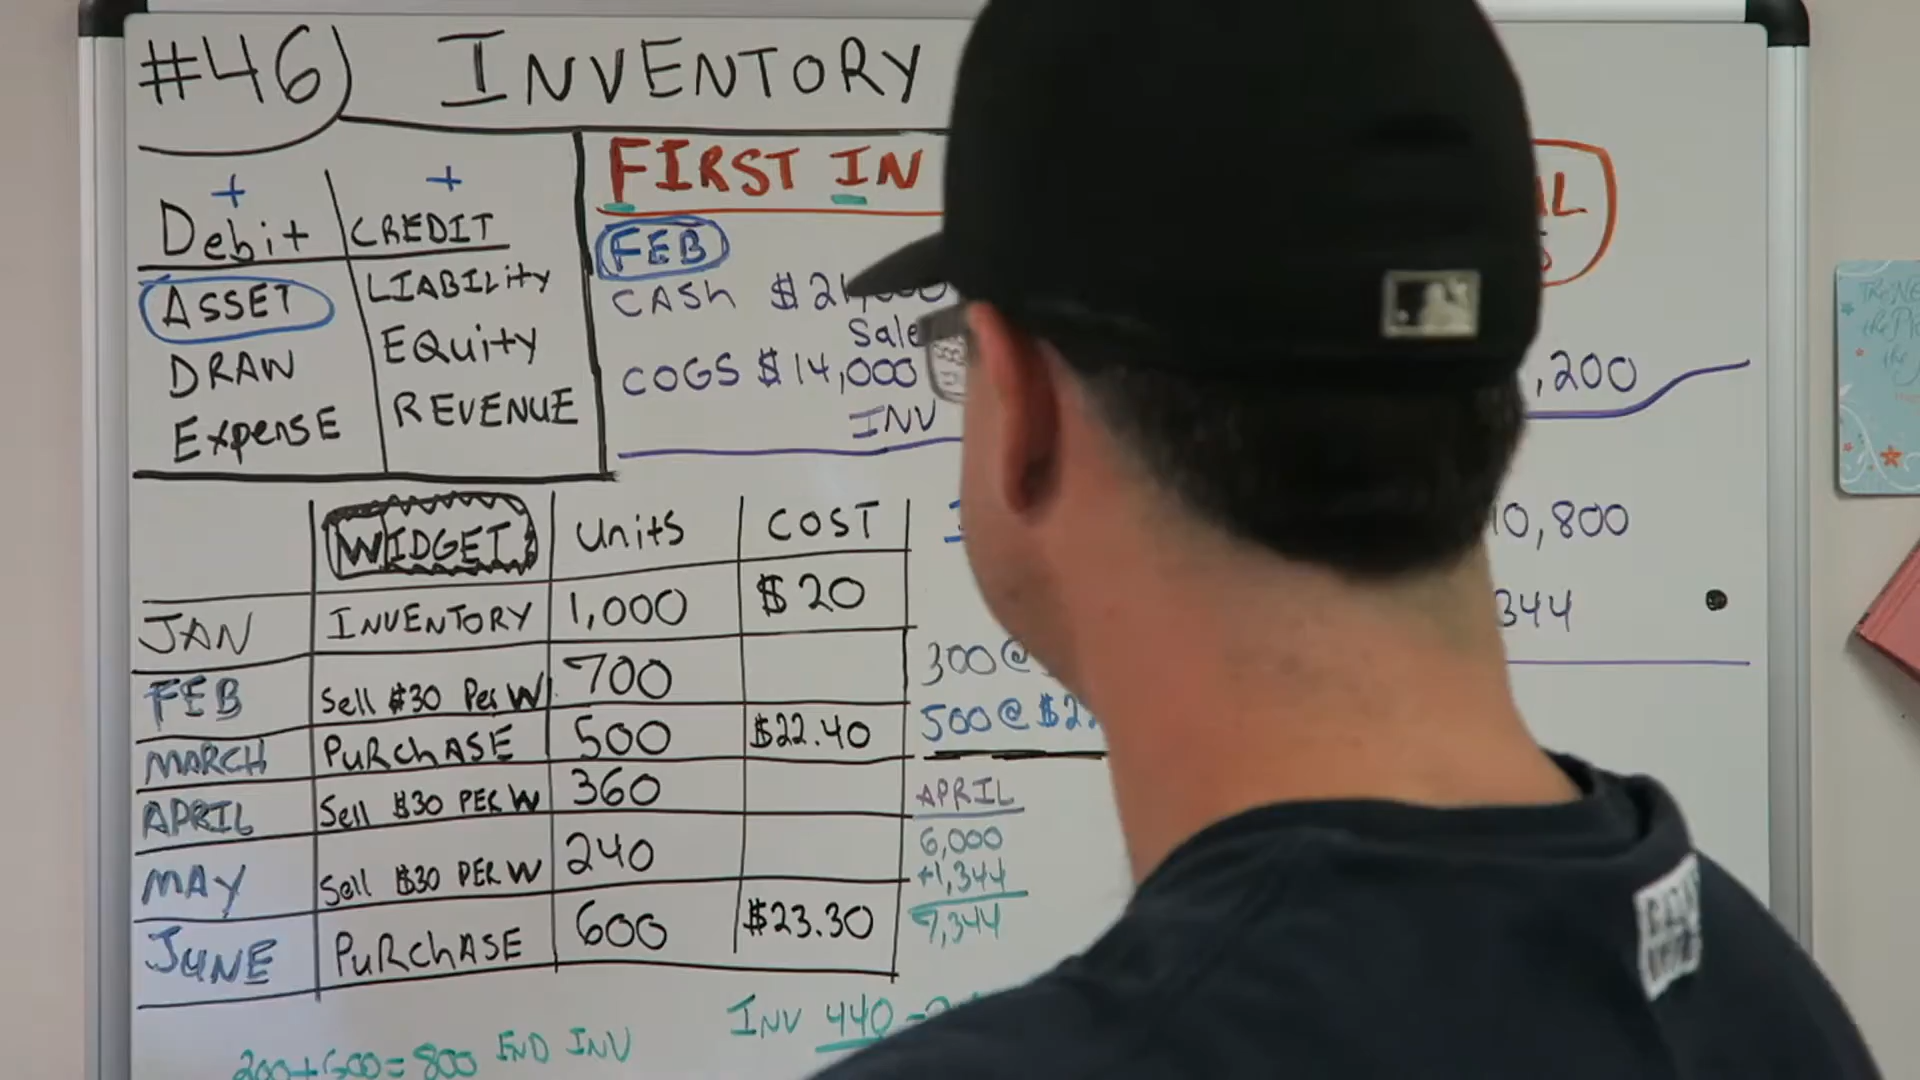 #46) INVENTORY
+ +
Debit CREDIT
ASSET LIABILITY
DRAW EQUITY
EXPENSE REVENUE
FIRST IN
FEB
CASH
Sale
COGS $14,000
INV
,200
10,800
344
WIDGET Units COST
JAN INVENTORY 1,000 $20
FEB Sell $30 Per W 700
MARCH PURCHASE 500 $22.40
APRIL Sell $30 PER W 360
MAY Sell $30 PER W 240
JUNE PURCHASE 600 $23.30
300 @
500 @ $2
APRIL
6,000
+1,344
7,344
INV 440 -
200+600=800 END INV